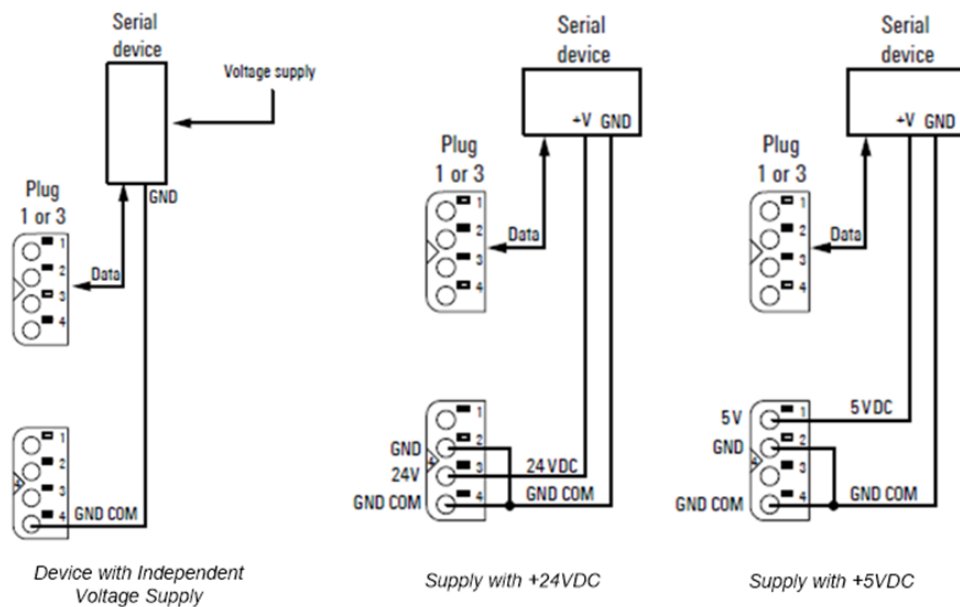 Serial
device
Voltage supply
GND
Plug
1 or 3
1
2
3
4
Data
1
2
3
4
4
GND COM
Device with Independent
Voltage Supply
Serial
device
+V GND
Plug
1 or 3
1
2
3
4
Data
1
2
3
4
4
GND
24V
GND COM
24VDC
GND COM
Supply with +24VDC
Serial
device
+V GND
Plug
1 or 3
1
2
3
4
Data
1
2
3
4
4
5V
GND
GND COM
5VDC
GND COM
Supply with +5VDC